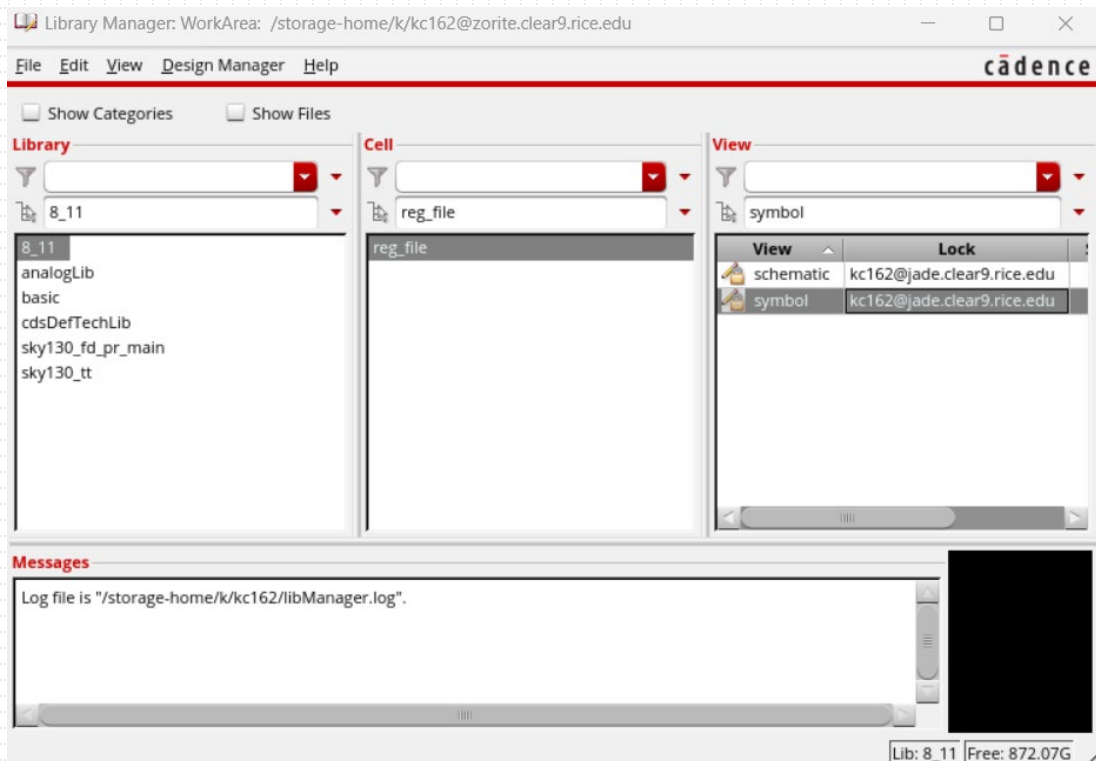 Library Manager: WorkArea: /storage-home/k/kc162@zorite.clear9.rice.edu
File Edit View Design Manager Help
cādence
Show Categories Show Files
Library
8_11
8_11
analogLib
basic
cdsDefTechLib
sky130_fd_pr_main
sky130_tt
Cell
reg_file
reg_file
View
symbol
View Lock
schematic kc162@jade.clear9.rice.edu
symbol kc162@jade.clear9.rice.edu
Messages
Log file is "/storage-home/k/kc162/libManager.log".
Lib: 8_11 Free: 872.07G